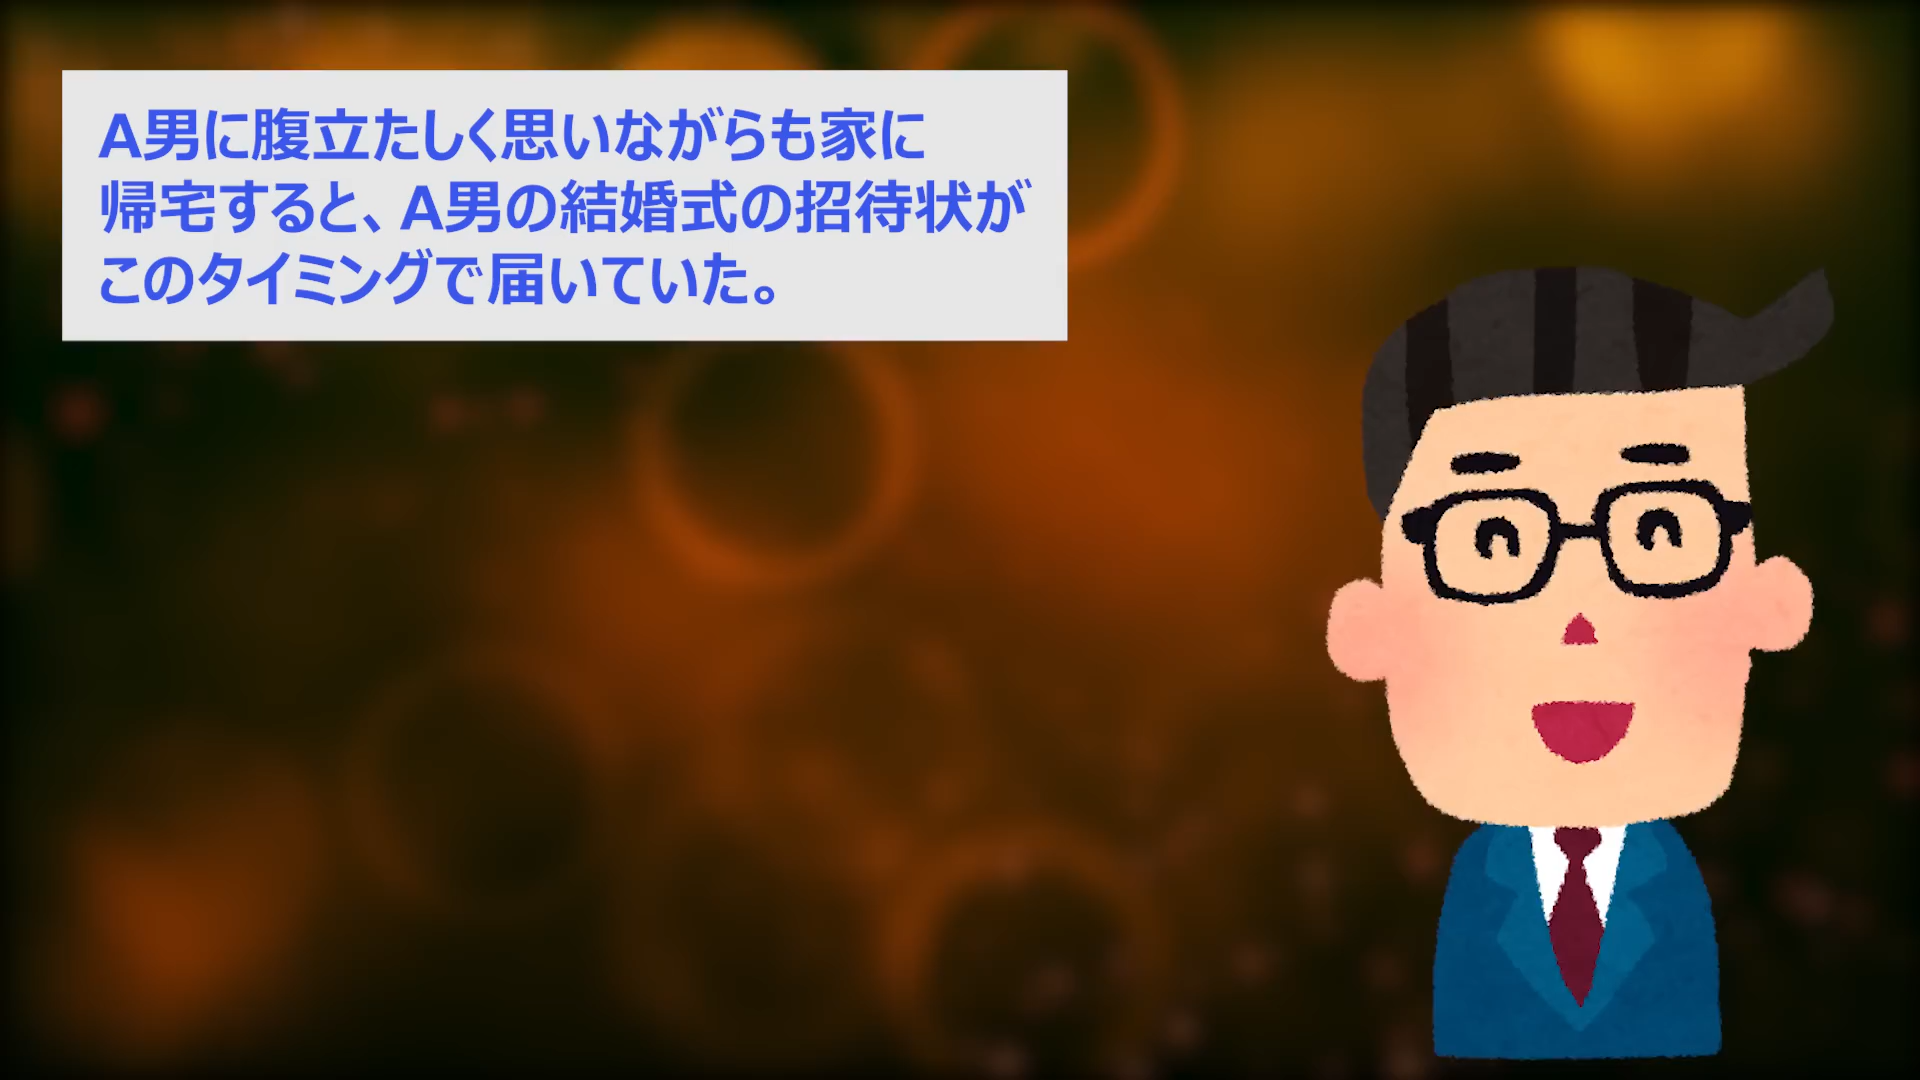 A男に腹立たしく思いながらも家に
帰宅すると、A男の結婚式の招待状が
このタイミングで届いていた。